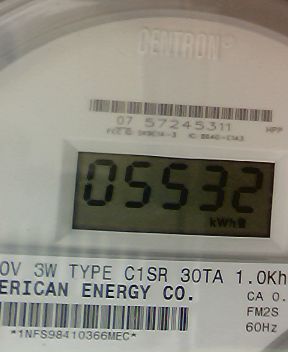 CENTRON®
07 57245311 HPP
05532
kWh
0V 3W TYPE C1SR 30TA 1.0Kh
ERICAN ENERGY CO.
CA 0.
FM2S
60Hz
*1NFS98410366MEC*